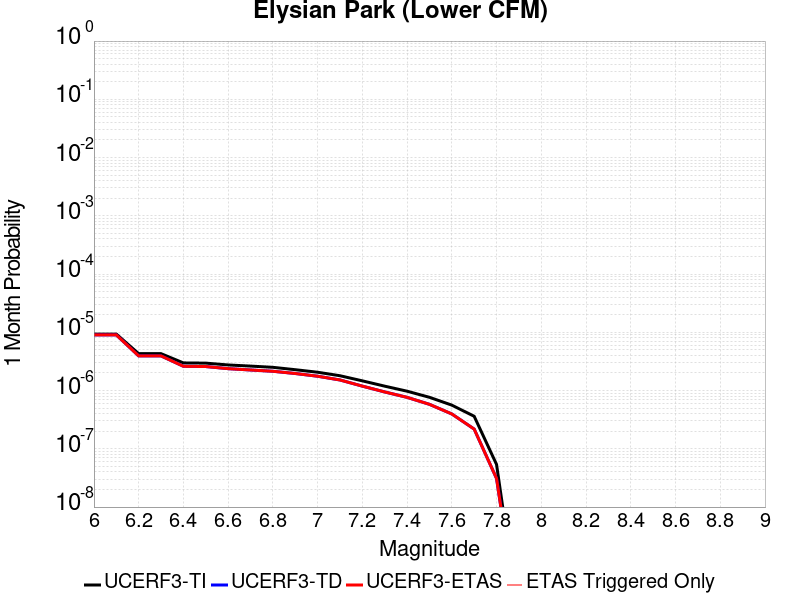 Elysian Park (Lower CFM)
10^0
10^-1
10^-2
10^-3
10^-4
10^-5
10^-6
10^-7
10^-8
1 Month Probability
6 6.2 6.4 6.6 6.8 7 7.2 7.4 7.6 7.8 8 8.2 8.4 8.6 8.8 9
Magnitude
UCERF3-TI UCERF3-TD UCERF3-ETAS ETAS Triggered Only